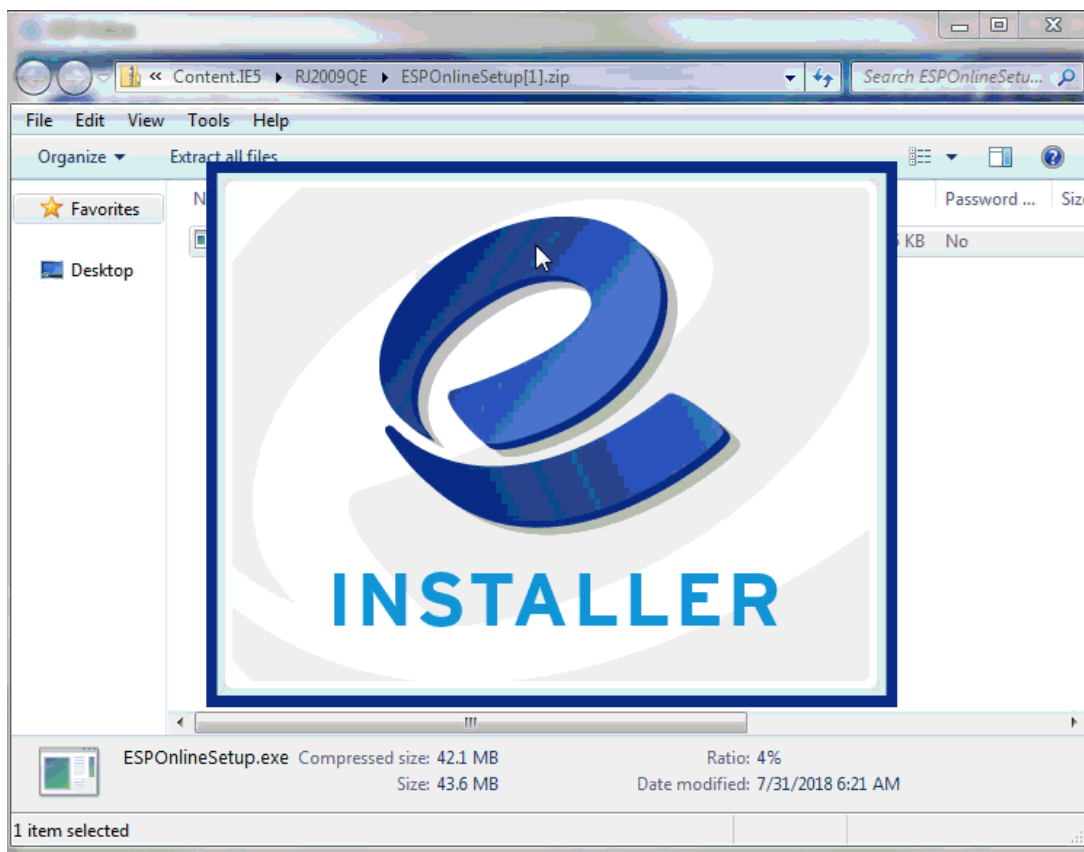 « Content.IE5 ▸ RJ2009QE ▸ ESPOnlineSetup[1].zip
Search ESPOnlineSetu...
File Edit View Tools Help
Organize Extract all files
Password ...
Favorites
KB No
Desktop
INSTALLER
ESPOnlineSetup.exe Compressed size: 42.1 MB Ratio: 4%
Size: 43.6 MB Date modified: 7/31/2018 6:21 AM
1 item selected